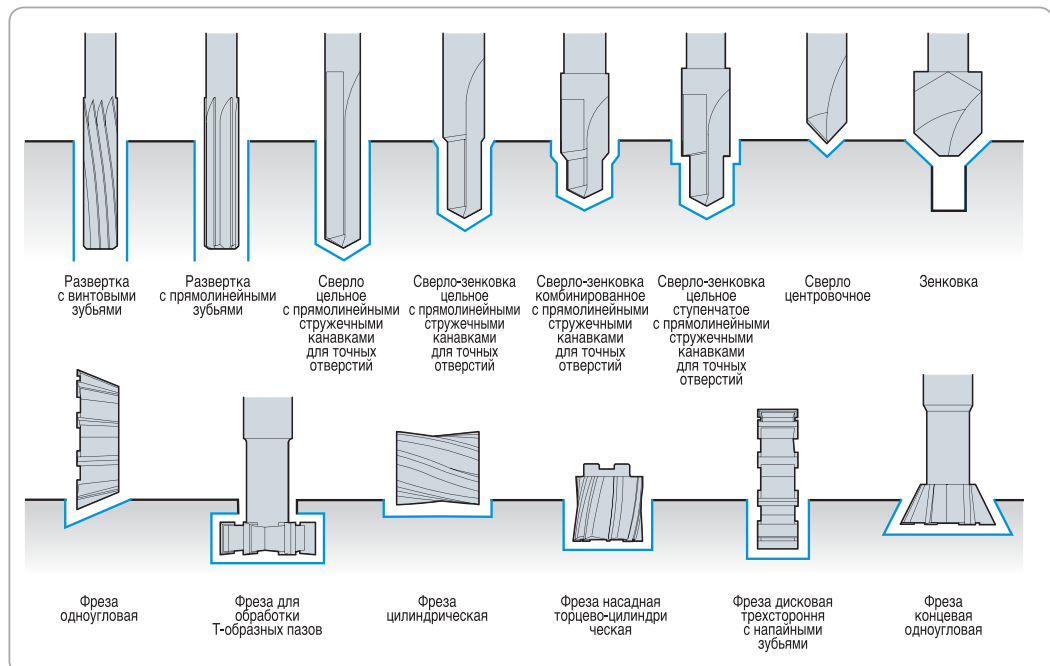 Развертка
с винтовыми
зубьями
Развертка
с прямолинейными
зубьями
Сверло
цельное
с прямолинейными
стружечными
канавками
для точных
отверстий
Сверло-зенковка
цельное
с прямолинейными
стружечными
канавками
для точных
отверстий
Сверло-зенковка
комбинированное
с прямолинейными
стружечными
канавками
для точных
отверстий
Сверло-зенковка
цельное
ступенчатое
с прямолинейными
стружечными
канавками
для точных
отверстий
Сверло
центровочное
Зенковка
Фреза
одноугловая
Фреза для
обработки
Т-образных пазов
Фреза
цилиндрическая
Фреза насадная
торцево-цилиндри
ческая
Фреза дисковая
трехстороння
с напайными
зубьями
Фреза
концевая
одноугловая